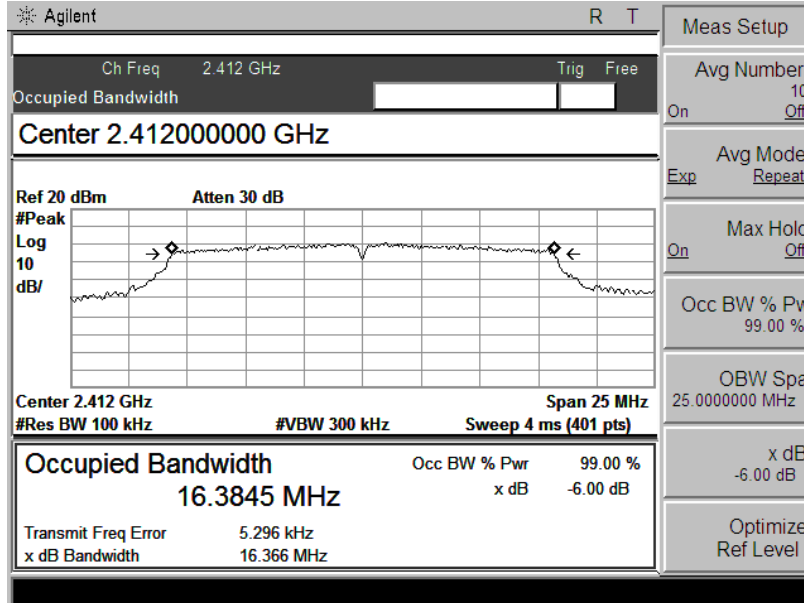 Agilent R T
Ch Freq 2.412 GHz Trig Free
Occupied Bandwidth
Center 2.412000000 GHz
Ref 20 dBm Atten 30 dB
#Peak
Log
10
dB/
Center 2.412 GHz Span 25 MHz
#Res BW 100 kHz #VBW 300 kHz Sweep 4 ms (401 pts)
Occupied Bandwidth
16.3845 MHz
Occ BW % Pwr 99.00 %
x dB -6.00 dB
Transmit Freq Error 5.296 kHz
x dB Bandwidth 16.366 MHz
Meas Setup
Avg Number
10
On Off
Avg Mode
Exp Repeat
Max Hold
On Off
Occ BW % Pw
99.00 %
OBW Spa
25.0000000 MHz
x dB
-6.00 dB
Optimize
Ref Level